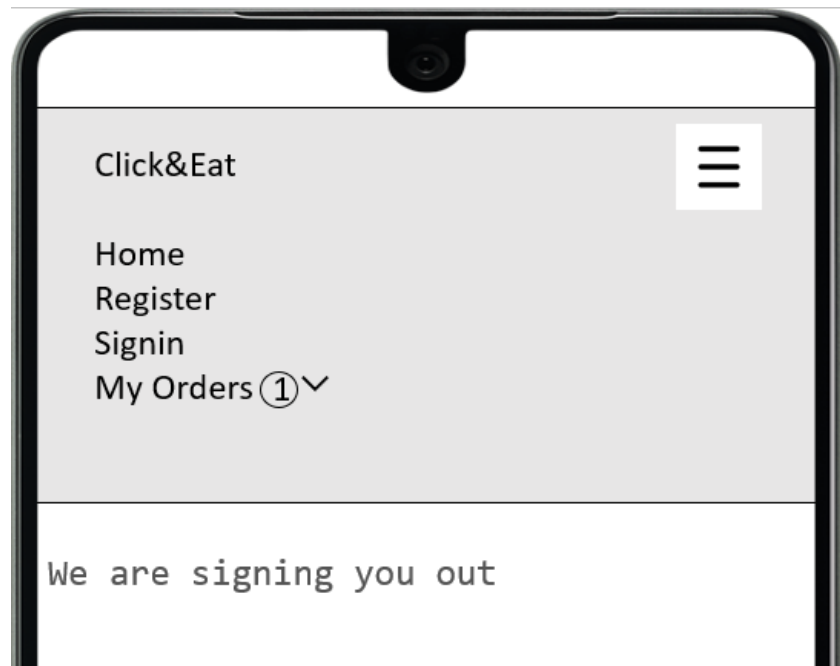 Click&Eat
Home
Register
Signin
My Orders 1
We are signing you out